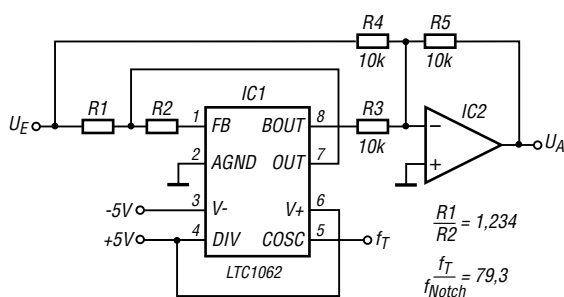 R4
R5
10k
10k
IC1
R1
R2
1
FB
BOUT
8
R3
10k
IC2
U_E
2
AGND
OUT
7
−
+
U_A
-5V
3
V-
V+
6
+5V
4
DIV
COSC
5
f_T
LTC1062
R1
R2
= 1,234
f_T
f_Notch
= 79,3